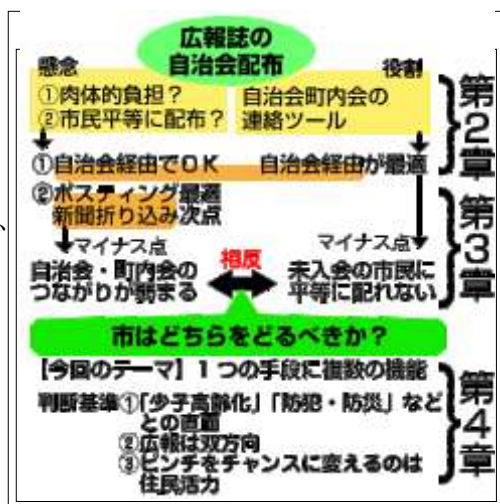 広報誌の
自治会配布
懸念
①肉体的負担?
②市民平等に配布?
役割
自治会町内会の
連絡ツール
第2章
①自治会経由でOK
自治会経由が最適
②ポスティング最適
新聞折り込み次点
マイナス点
自治会・町内会の
つながりが弱まる
相反
マイナス点
未入会の市民に
平等に配れない
第3章
市はどちらをとるべきか?
【今回のテーマ】1つの手段に複数の機能
判断基準①「少子高齢化」「防犯・防災」など
との直面
②広報は双方向
③ピンチをチャンスに変えるのは
住民活力
第4章